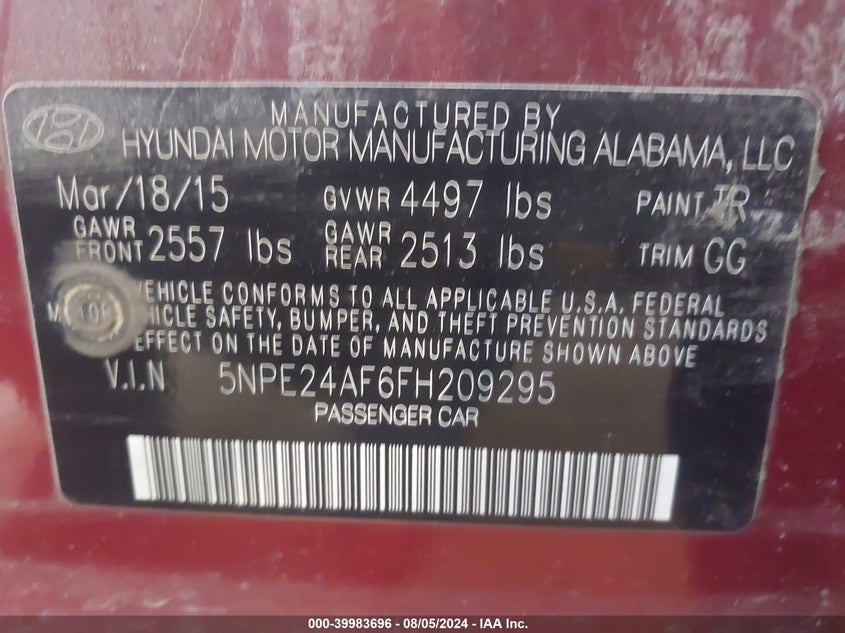 MANUFACTURED BY
HYUNDAI MOTOR MANUFACTURING ALABAMA, LLC
Mar/18/15 GVWR 4497 lbs PAINT TR
GAWR FRONT 2557 lbs GAWR REAR 2513 lbs TRIM GG
VEHICLE CONFORMS TO ALL APPLICABLE U.S.A. FEDERAL
VEHICLE SAFETY, BUMPER, AND THEFT PREVENTION STANDARDS
EFFECT ON THE DATE OF MANUFACTURE SHOWN ABOVE
V.I.N 5NPE24AF6FH209295
PASSENGER CAR
000-39983696 - 08/05/2024 - IAA Inc.